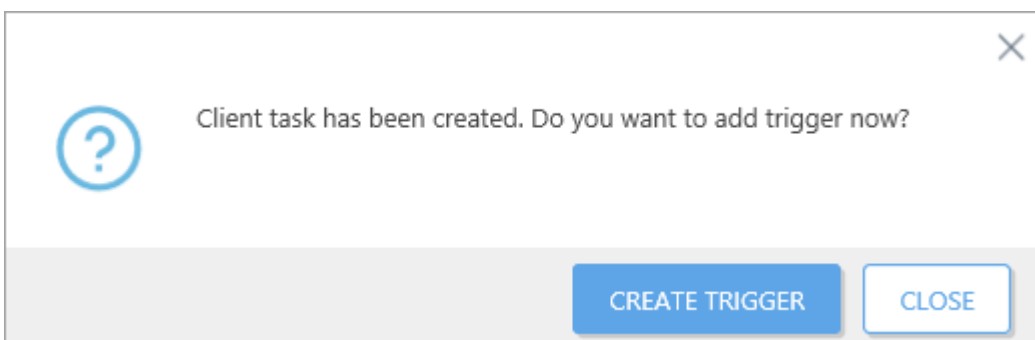 Client task has been created. Do you want to add trigger now?
CREATE TRIGGER
CLOSE